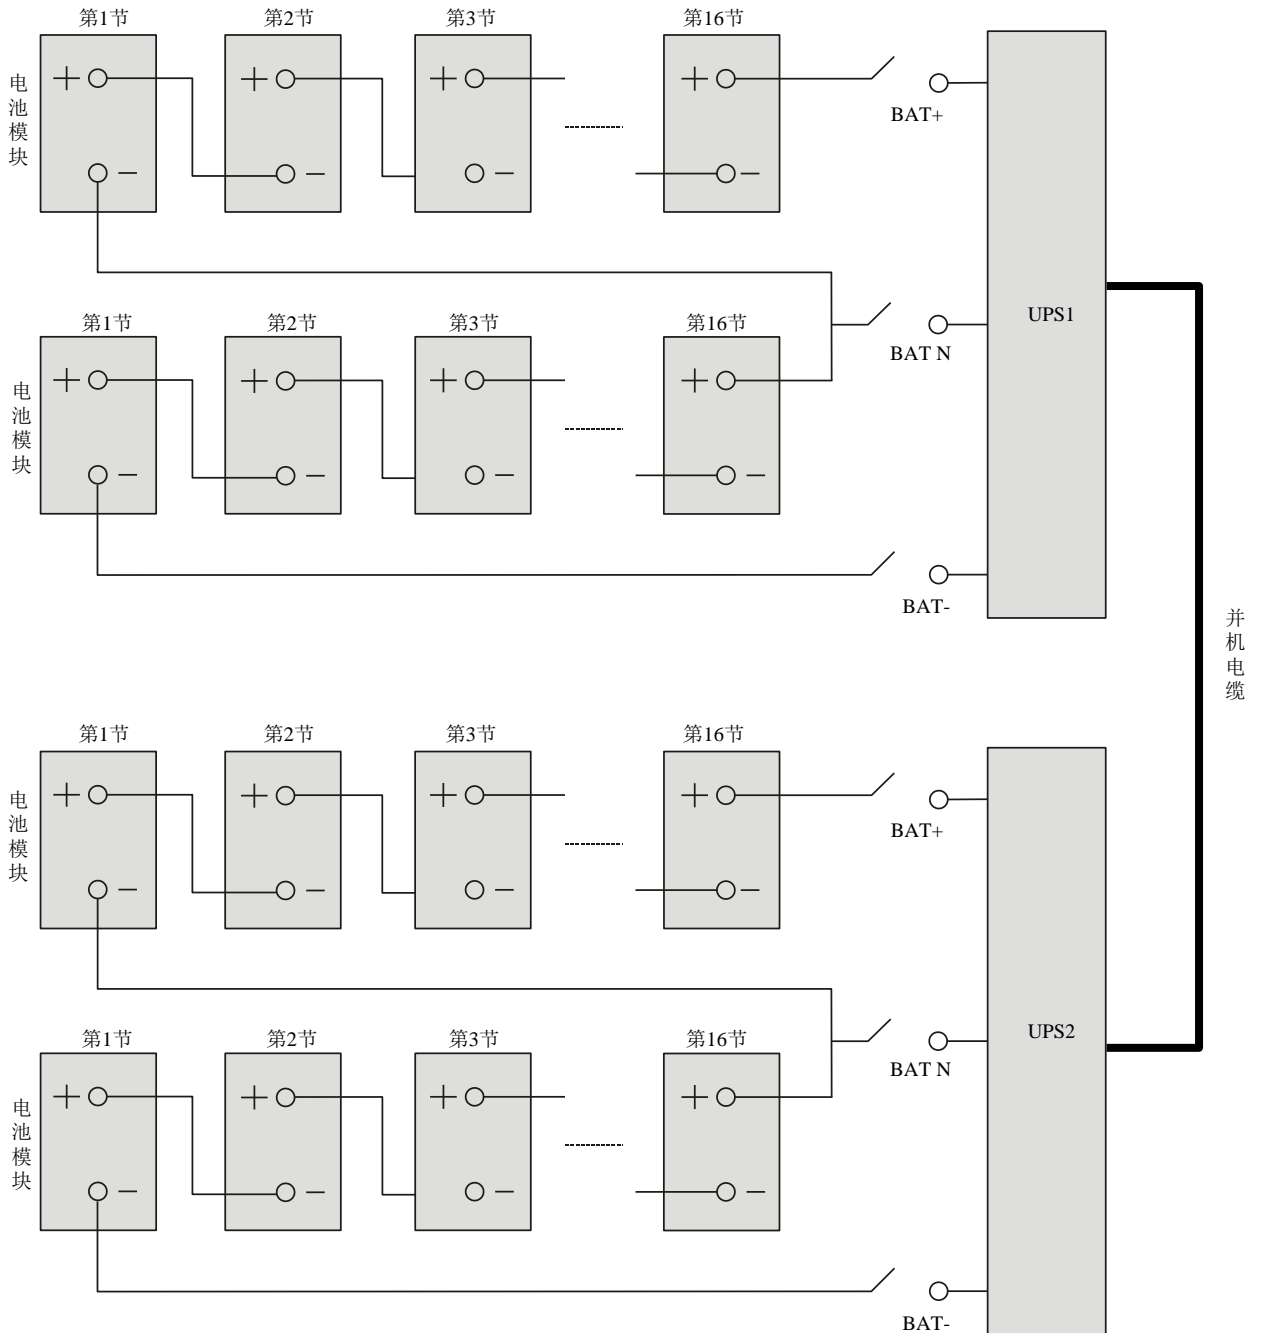 第1节 第2节 第3节 第16节
电池模块
+ + + +
BAT+
− − − −
UPS1
第1节 第2节 第3节 第16节
BAT N
电池模块
+ + + +
− − − −
BAT-
并机电缆
第1节 第2节 第3节 第16节
电池模块
+ + + +
BAT+
− − − −
UPS2
第1节 第2节 第3节 第16节
BAT N
电池模块
+ + + +
− − − −
BAT-